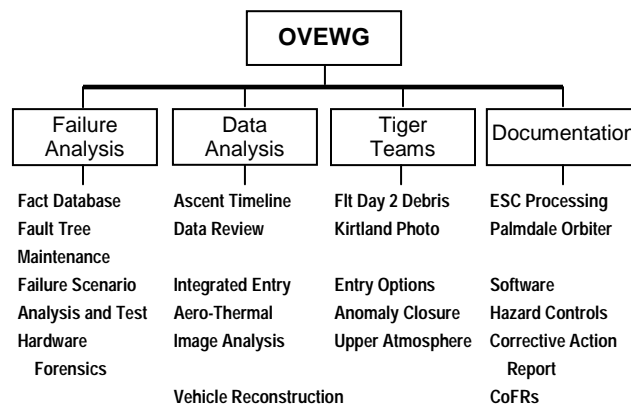 OVEWG
Failure
Analysis
Data
Analysis
Tiger
Teams
Documentation
Fact Database
Fault Tree
Maintenance
Failure Scenario
Analysis and Test
Hardware
Forensics
Ascent Timeline
Data Review
Integrated Entry
Aero-Thermal
Image Analysis
Vehicle Reconstruction
Flt Day 2 Debris
Kirtland Photo
Entry Options
Anomaly Closure
Upper Atmosphere
ESC Processing
Palmdale Orbiter
Software
Hazard Controls
Corrective Action
Report
CoFRs